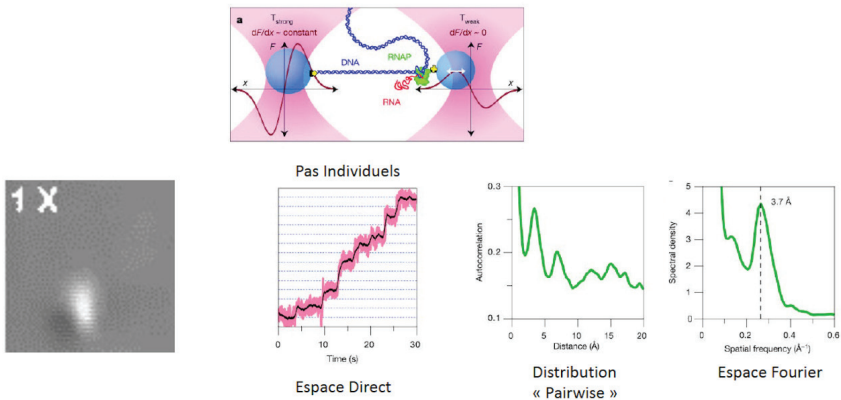 a
T strong
dF/dx ~ constant
T weak
dF/dx ~ 0
F
F
DNA
RNAP
RNA
x
x
Pas Individuels
1 X
0 10 20 30
Time (s)
Espace Direct
0.3
0.2
0.1
Autocorrelation
0 5 10 15 20
Distance (Å)
Distribution
« Pairwise »
5
4
3
2
1
0
Spectral density
3.7 Å
0 0.2 0.4 0.6
Spatial frequency (Å⁻¹)
Espace Fourier